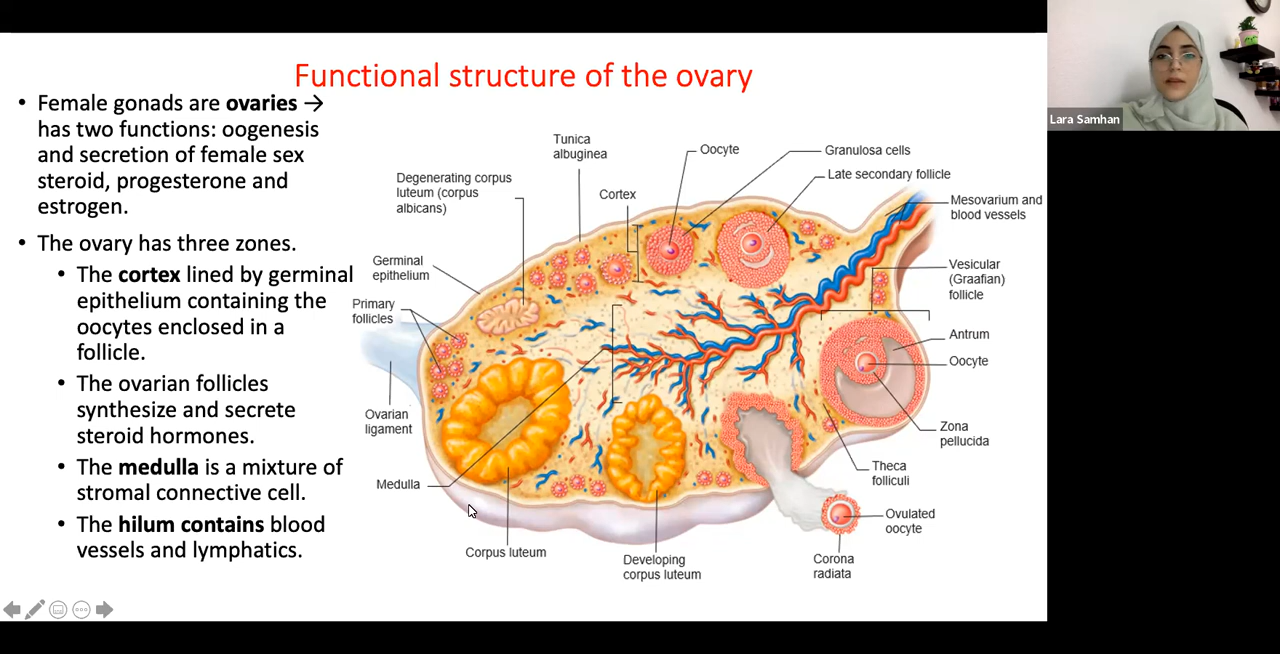 Functional structure of the ovary
• Female gonads are ovaries →
has two functions: oogenesis
and secretion of female sex
steroid, progesterone and
estrogen.
• The ovary has three zones.
• The cortex lined by germinal
epithelium containing the
oocytes enclosed in a
follicle.
• The ovarian follicles
synthesize and secrete
steroid hormones.
• The medulla is a mixture of
stromal connective cell.
• The hilum contains blood
vessels and lymphatics.
Tunica
albuginea
Oocyte
Granulosa cells
Degenerating corpus
luteum (corpus
albicans)
Cortex
Late secondary follicle
Mesovarium and
blood vessels
Germinal
epithelium
Vesicular
(Graafian)
follicle
Primary
follicles
Antrum
Oocyte
Ovarian
ligament
Zona
pellucida
Theca
folliculi
Medulla
Ovulated
oocyte
Corpus luteum
Developing
corpus luteum
Corona
radiata
Lara Samhan